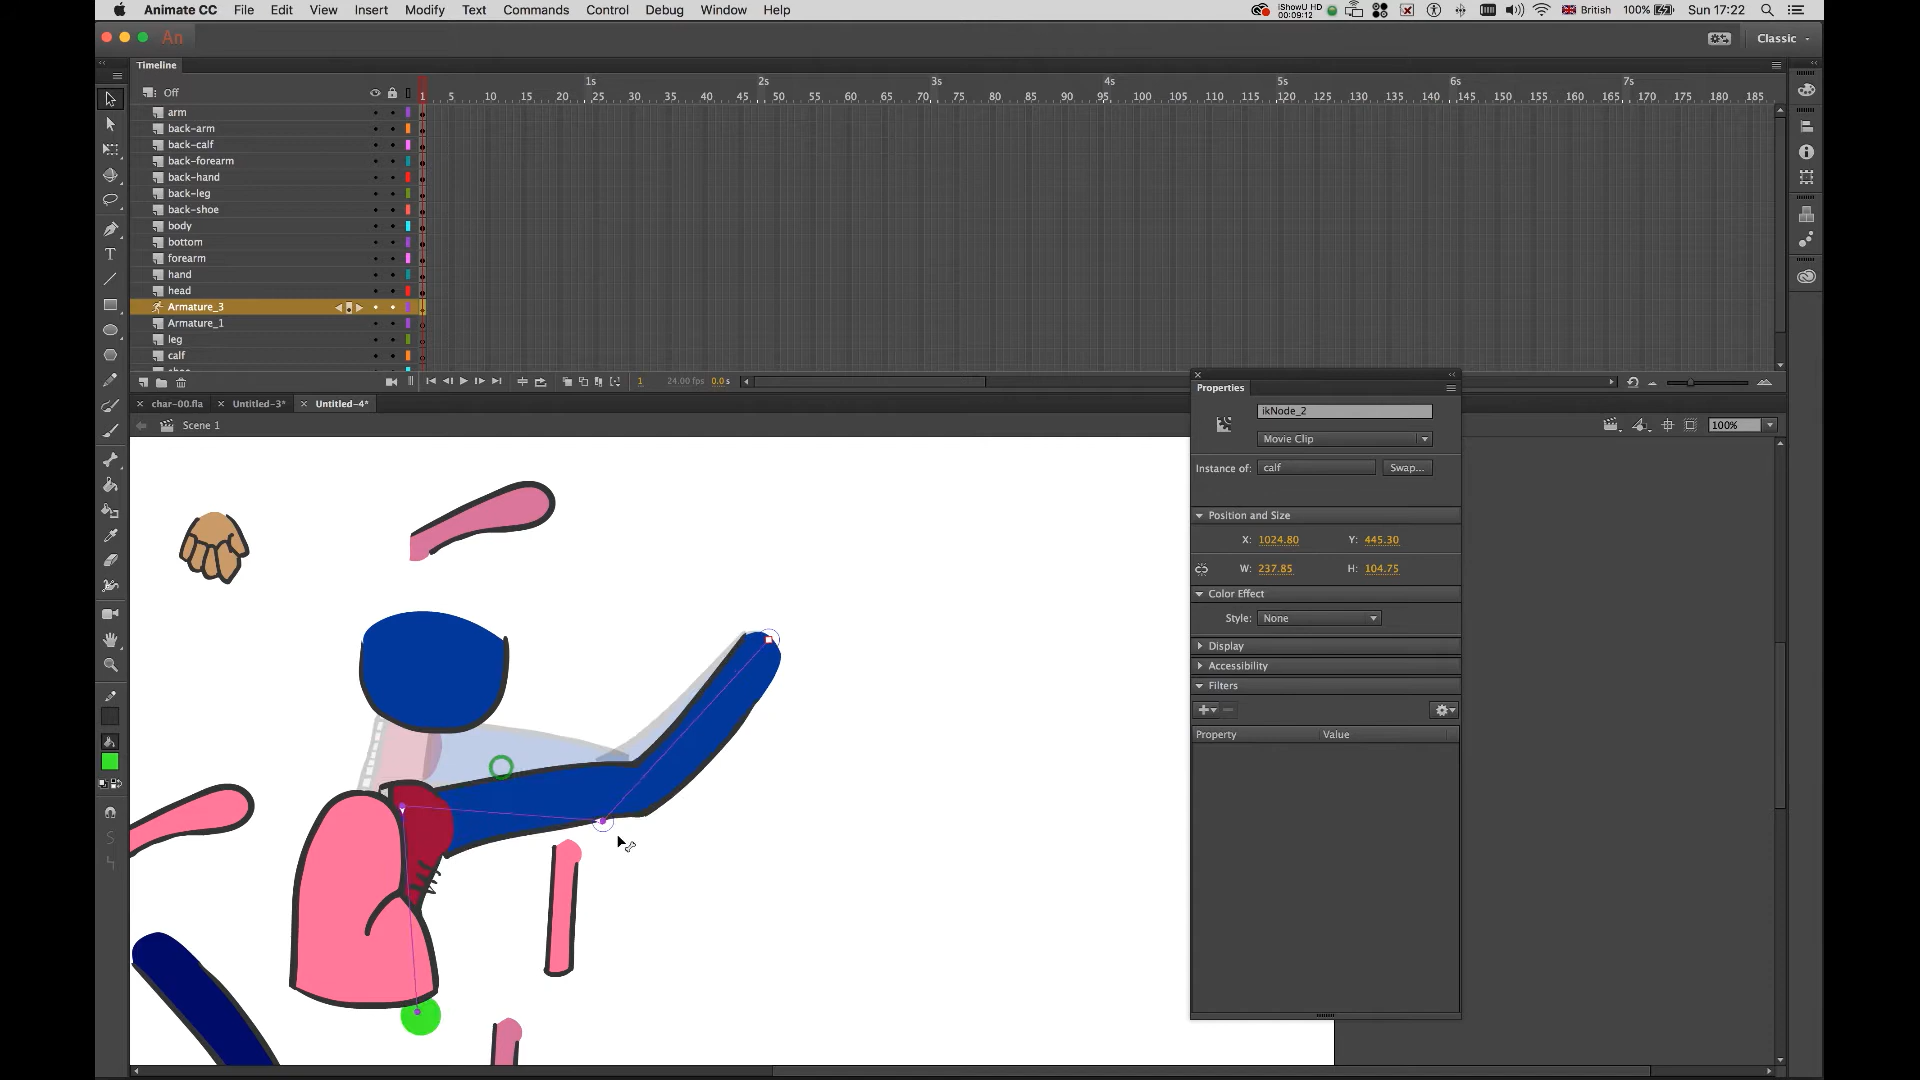 Animate CC File Edit View Insert Modify Text Commands Control Debug Window Help iShowU HD 00:09:12 British 100% Sun 17:22
An Classic
Timeline
1s 2s 3s 4s 5s 6s 7s
Off 1 5 10 15 20 25 30 35 40 45 50 55 60 65 70 75 80 85 90 95 100 105 110 115 120 125 130 135 140 145 150 155 160 165 170 175 180 185
arm
back-arm
back-calf
back-forearm
back-hand
back-leg
back-shoe
body
bottom
forearm
hand
head
Armature_3
Armature_1
leg
calf
1 24.00 fps 0.0 s
char-00.fla Untitled-3* Untitled-4*
Scene 1 100%
Properties
ikNode_2
Movie Clip
Instance of: calf Swap...
Position and Size
X: 1024.80 Y: 445.30
W: 237.85 H: 104.75
Color Effect
Style: None
Display
Accessibility
Filters
Property Value